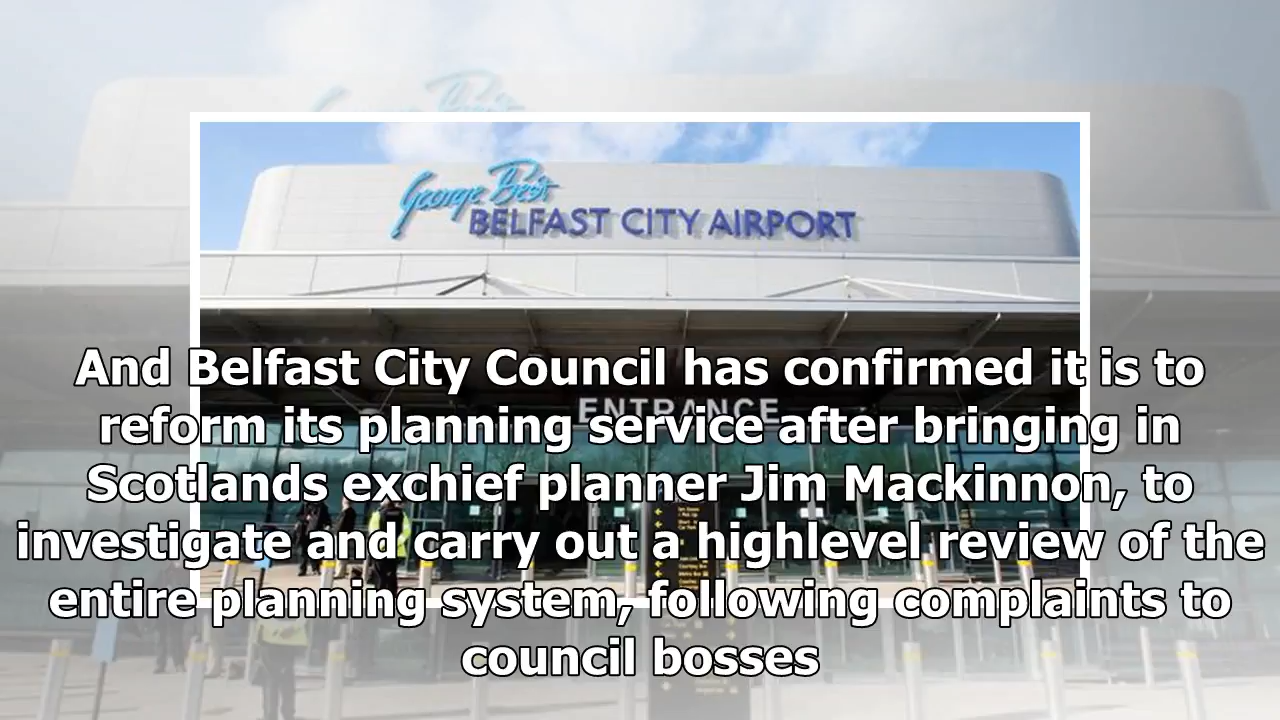 George Best
BELFAST CITY AIRPORT
ENTRANCE
And Belfast City Council has confirmed it is to
reform its planning service after bringing in
Scotlands exchief planner Jim Mackinnon, to
investigate and carry out a highlevel review of the
entire planning system, following complaints to
council bosses